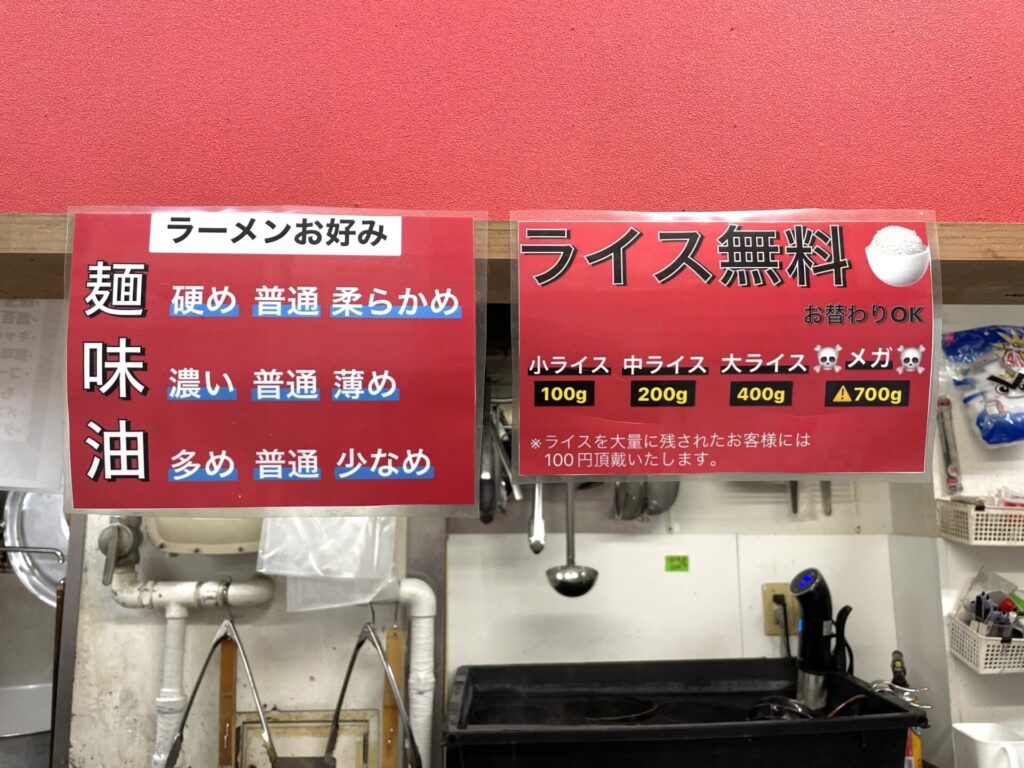 ラーメンお好み
麺 硬め 普通 柔らかめ
味 濃い 普通 薄め
油 多め 普通 少なめ
ライス無料
お替わりOK
小ライス 中ライス 大ライス ☠メガ☠
100g 200g 400g ⚠700g
※ライスを大量に残されたお客様には
100円頂戴いたします。